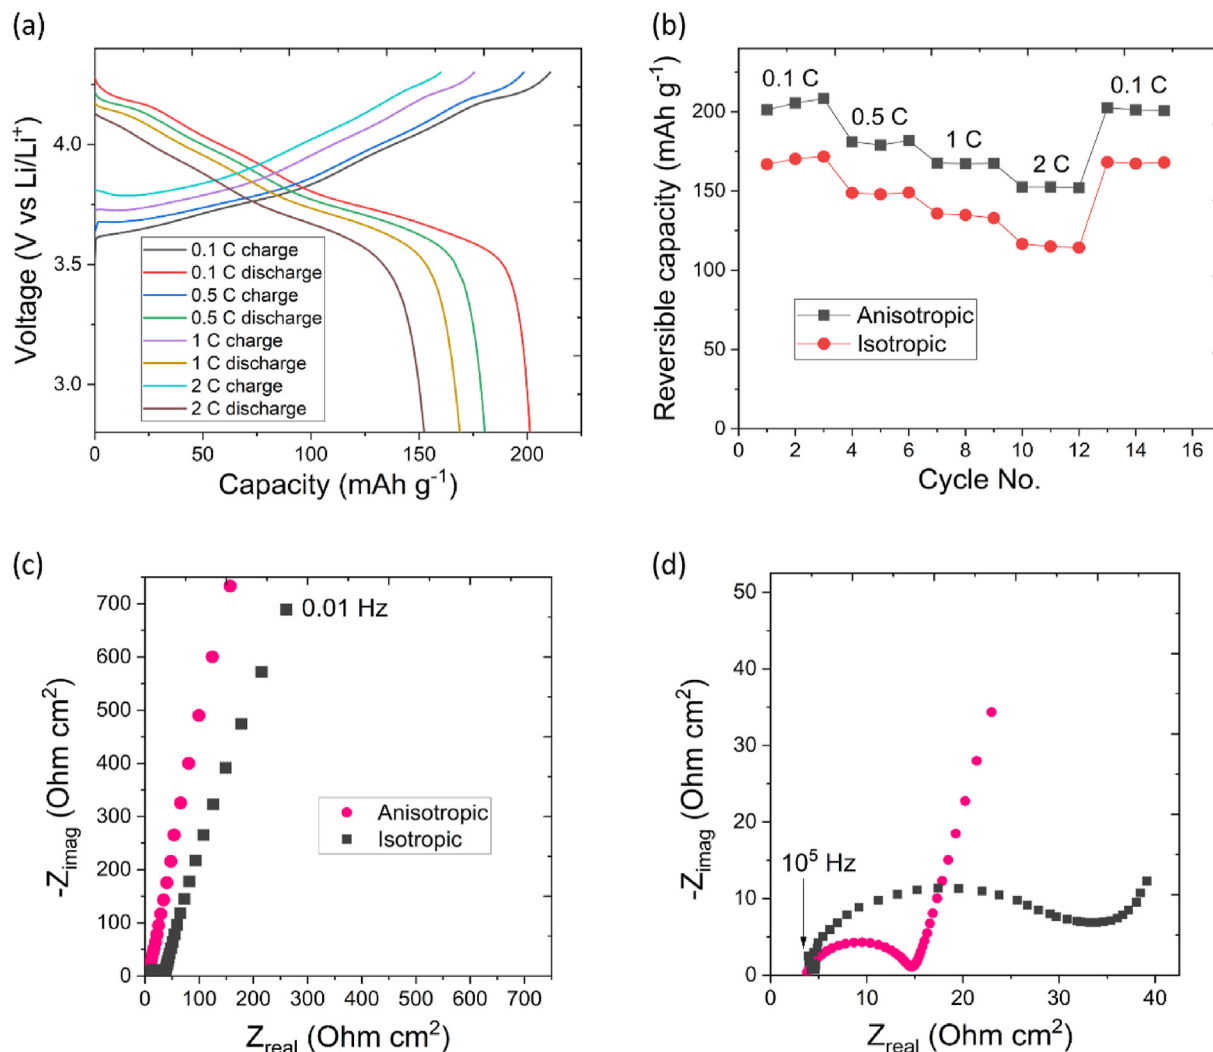 (a)
Voltage (V vs Li/Li⁺)
4.0
3.5
3.0
0.1 C charge
0.1 C discharge
0.5 C charge
0.5 C discharge
1 C charge
1 C discharge
2 C charge
2 C discharge
0 50 100 150 200
Capacity (mAh g⁻¹)
(b)
Reversible capacity (mAh g⁻¹)
200
150
100
50
0
0.1 C
0.5 C
1 C
2 C
0.1 C
Anisotropic
Isotropic
0 2 4 6 8 10 12 14 16
Cycle No.
(c)
-Z_imag (Ohm cm²)
700
600
500
400
300
200
100
0
0.01 Hz
Anisotropic
Isotropic
0 100 200 300 400 500 600 700
Z_real (Ohm cm²)
(d)
-Z_imag (Ohm cm²)
50
40
30
20
10
0
10⁵ Hz
0 10 20 30 40
Z_real (Ohm cm²)